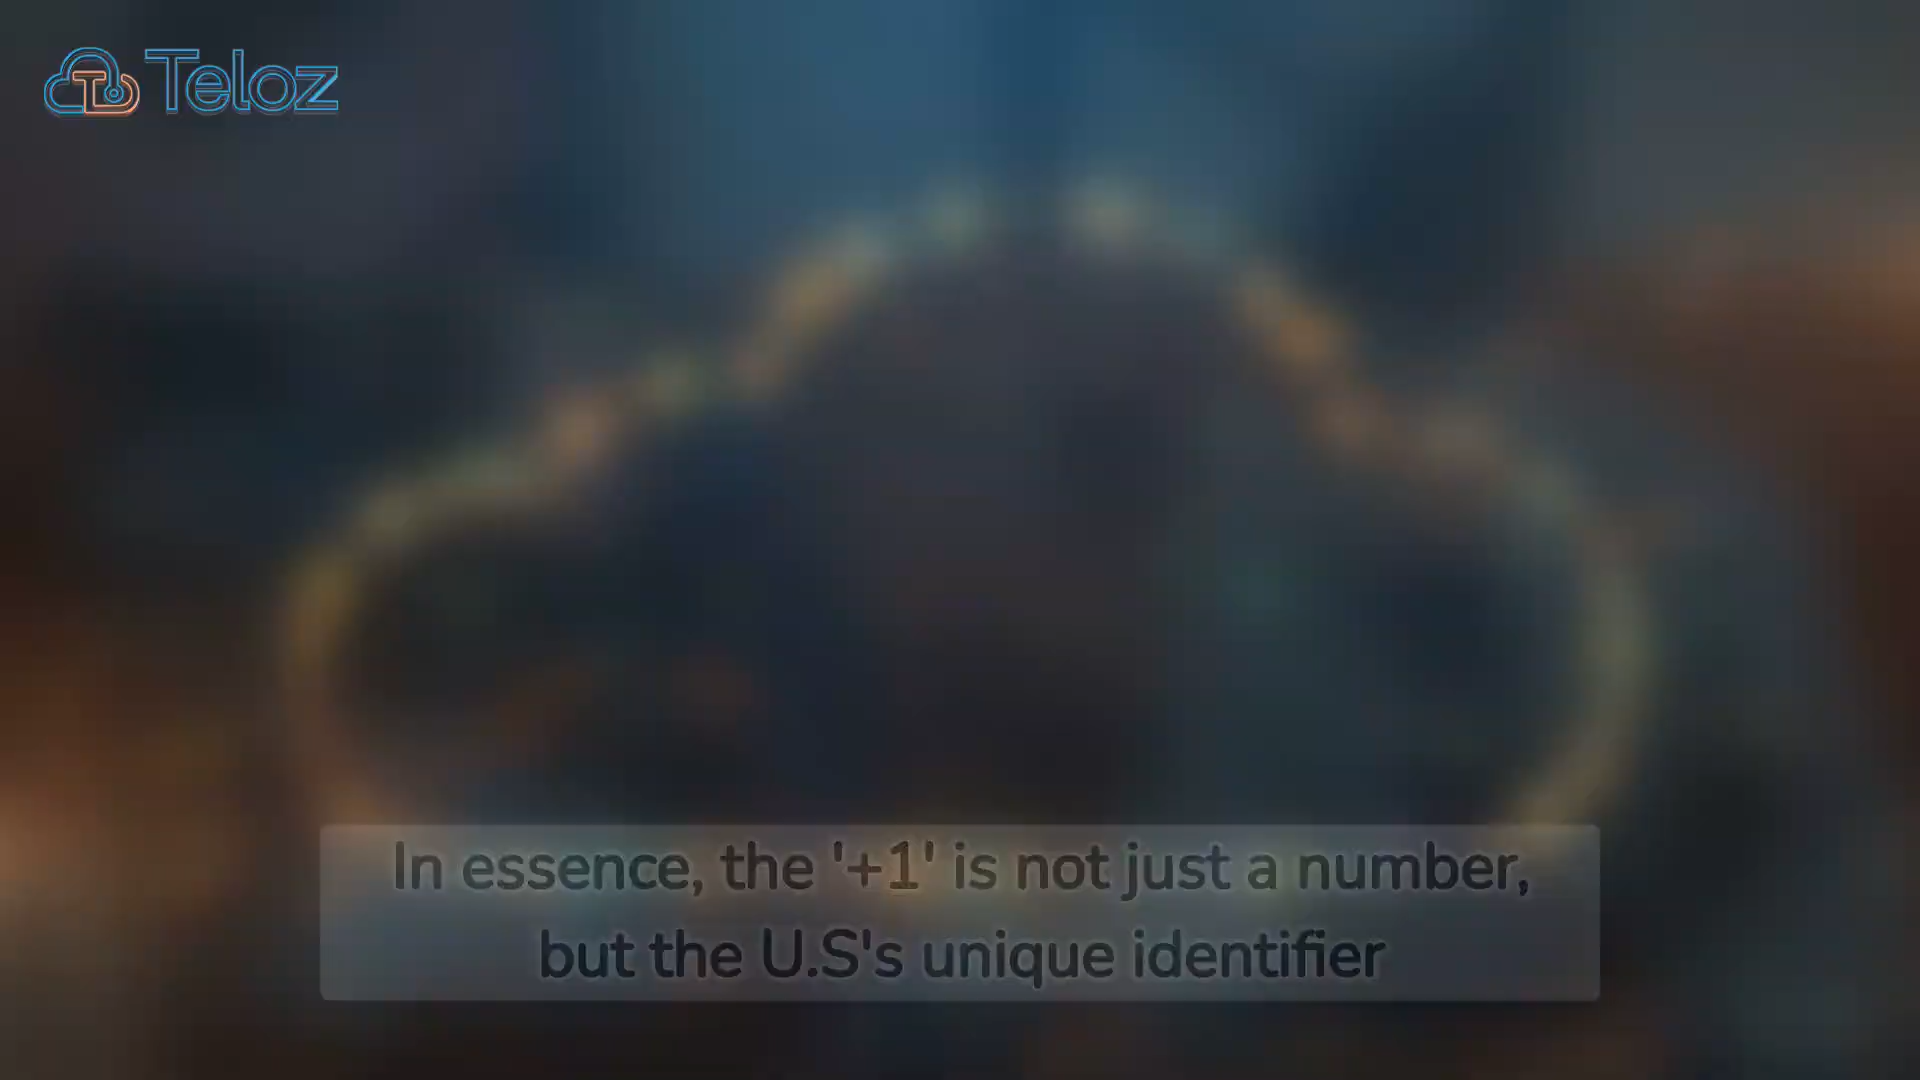 Teloz
In essence, the '+1' is not just a number,
but the U.S's unique identifier